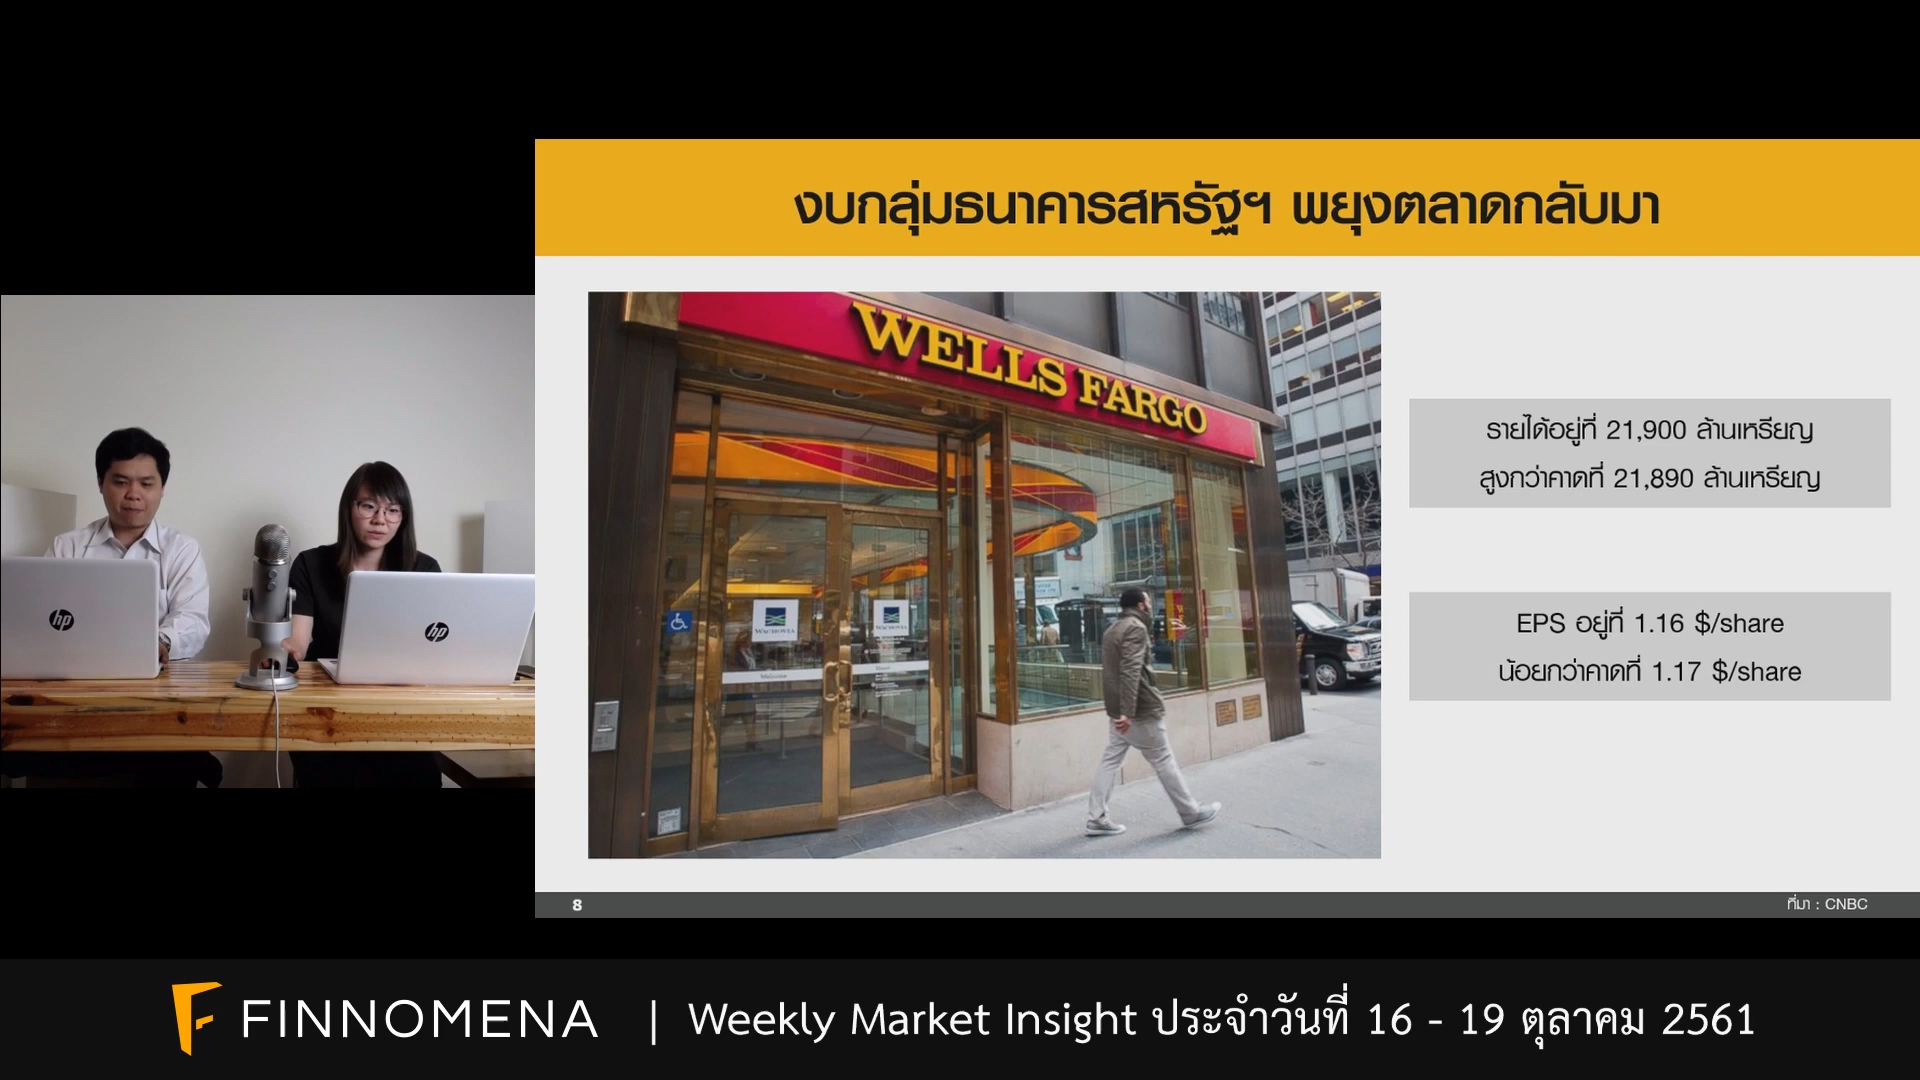 งบกลุ่มธนาคารสหรัฐฯ พยุงตลาดกลับมา
WELLS FARGO
WACHOVIA
WACHOVIA
Welcome
รายได้อยู่ที่ 21,900 ล้านเหรียญ
สูงกว่าคาดที่ 21,890 ล้านเหรียญ
EPS อยู่ที่ 1.16 $/share
น้อยกว่าคาดที่ 1.17 $/share
hp
hp
8
ที่มา : CNBC
FINNOMENA | Weekly Market Insight ประจำวันที่ 16 - 19 ตุลาคม 2561